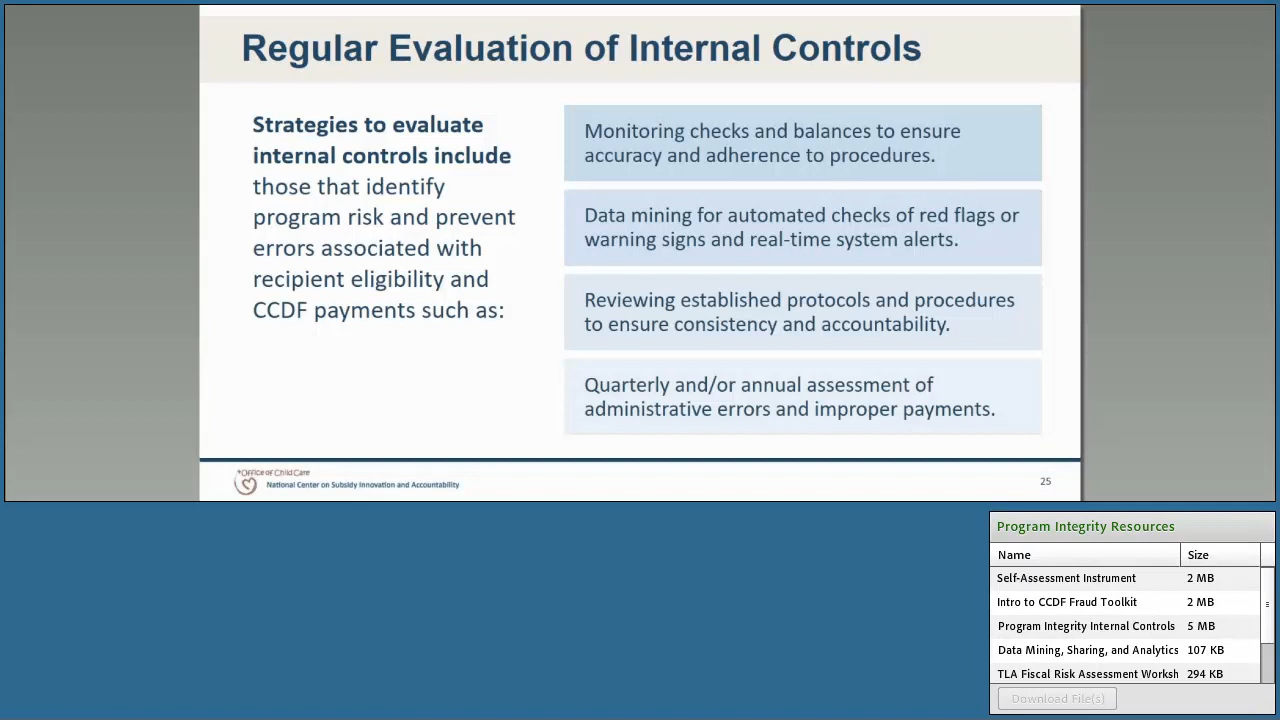 Regular Evaluation of Internal Controls
Strategies to evaluate
internal controls include
those that identify
program risk and prevent
errors associated with
recipient eligibility and
CCDF payments such as:
Monitoring checks and balances to ensure
accuracy and adherence to procedures.
Data mining for automated checks of red flags or
warning signs and real-time system alerts.
Reviewing established protocols and procedures
to ensure consistency and accountability.
Quarterly and/or annual assessment of
administrative errors and improper payments.
*Office of Child Care
National Center on Subsidy Innovation and Accountability
25
Program Integrity Resources
Name Size
Self-Assessment Instrument 2 MB
Intro to CCDF Fraud Toolkit 2 MB
Program Integrity Internal Controls 5 MB
Data Mining, Sharing, and Analytics 107 KB
TLA Fiscal Risk Assessment Worksh 294 KB
Download File(s)